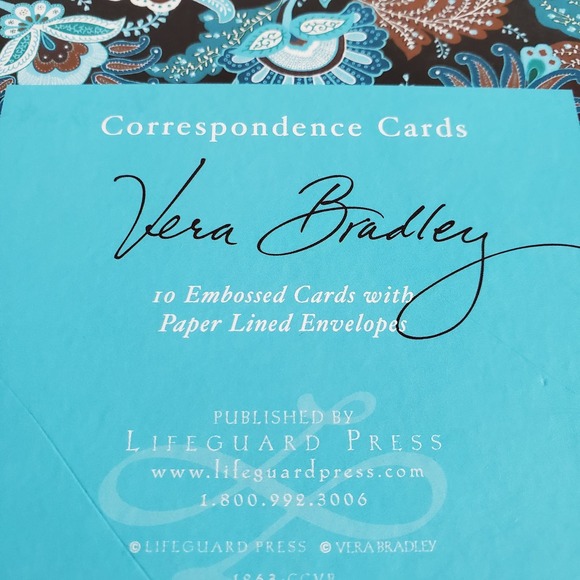 Correspondence Cards
Vera Bradley
10 Embossed Cards with
Paper Lined Envelopes
PUBLISHED BY
LIFEGUARD PRESS
www.lifeguardpress.com
1.800.992.3006
© LIFEGUARD PRESS © VERA BRADLEY